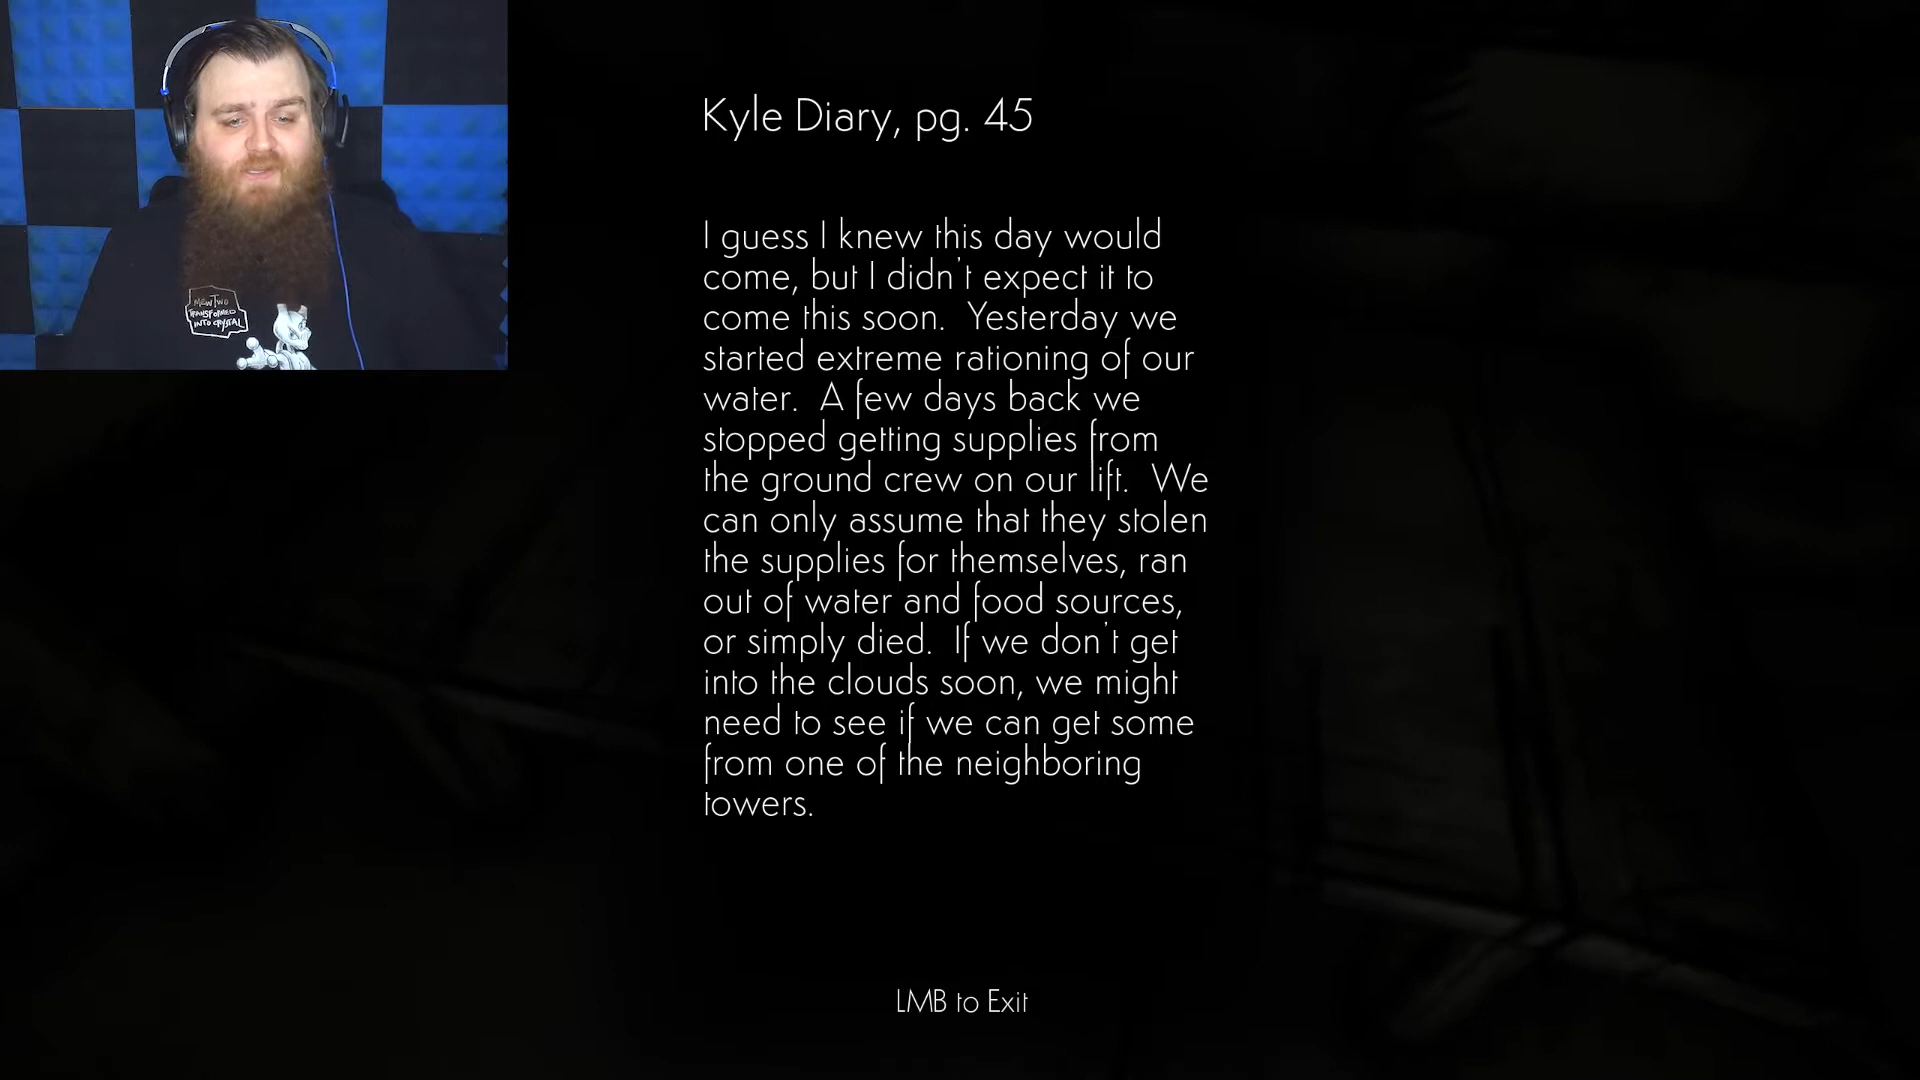 Kyle Diary, pg. 45
I guess I knew this day would
come, but I didn't expect it to
come this soon.  Yesterday we
started extreme rationing of our
water.  A few days back we
stopped getting supplies from
the ground crew on our lift.  We
can only assume that they stolen
the supplies for themselves, ran
out of water and food sources,
or simply died.  If we don't get
into the clouds soon, we might
need to see if we can get some
from one of the neighboring
towers.
LMB to Exit
MEWTWO
TRANSFORMED
INTO CRYSTAL